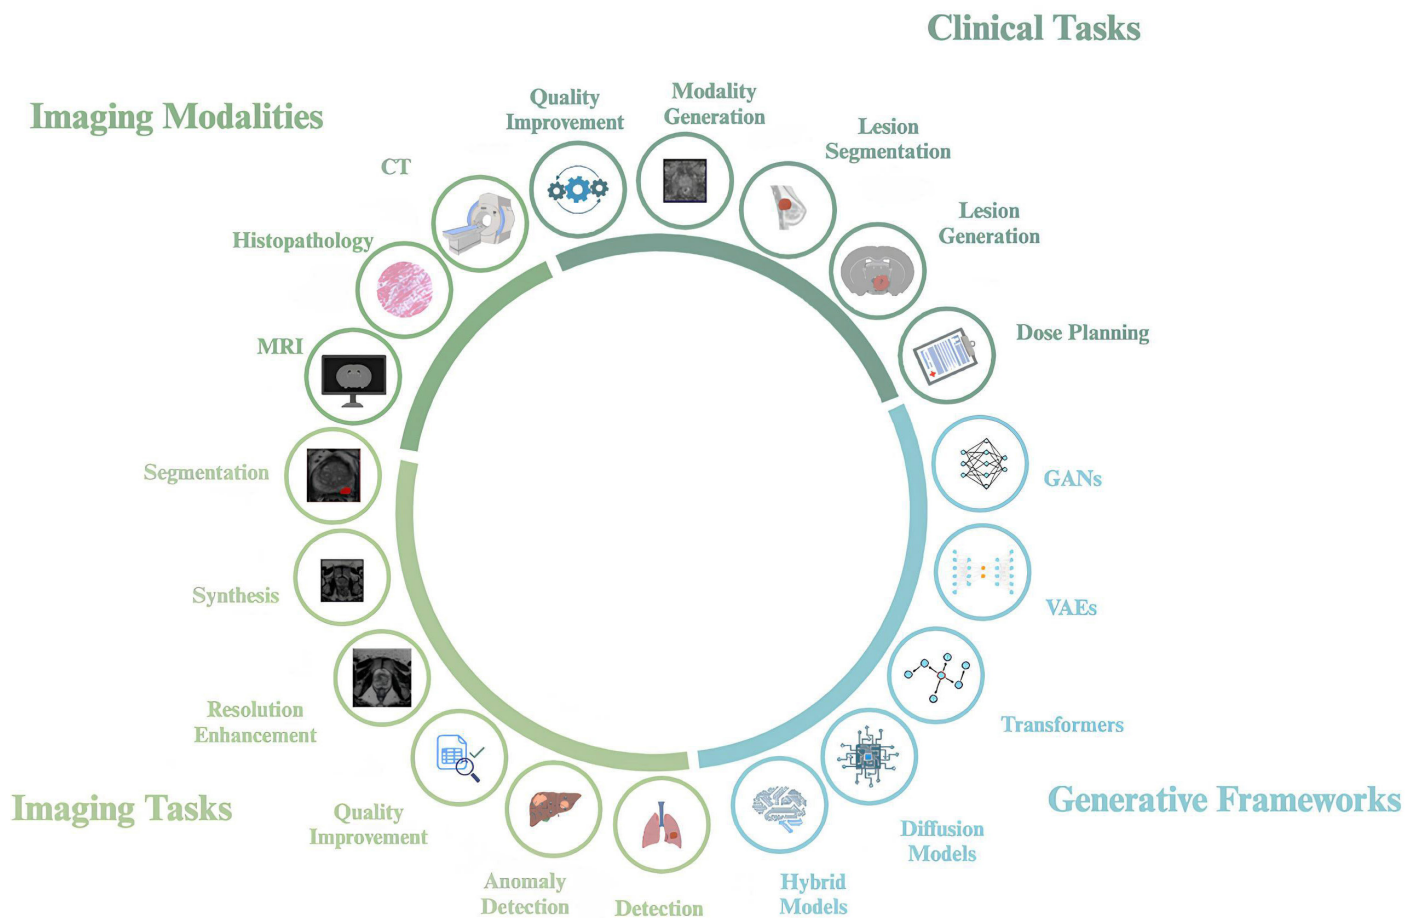 Clinical Tasks
Imaging Modalities
Quality
Improvement
Modality
Generation
Lesion
Segmentation
CT
Lesion
Generation
Histopathology
Dose Planning
MRI
Segmentation
GANs
Synthesis
VAEs
Resolution
Enhancement
Transformers
Imaging Tasks
Generative Frameworks
Quality
Improvement
Diffusion
Models
Anomaly
Detection
Detection
Hybrid
Models